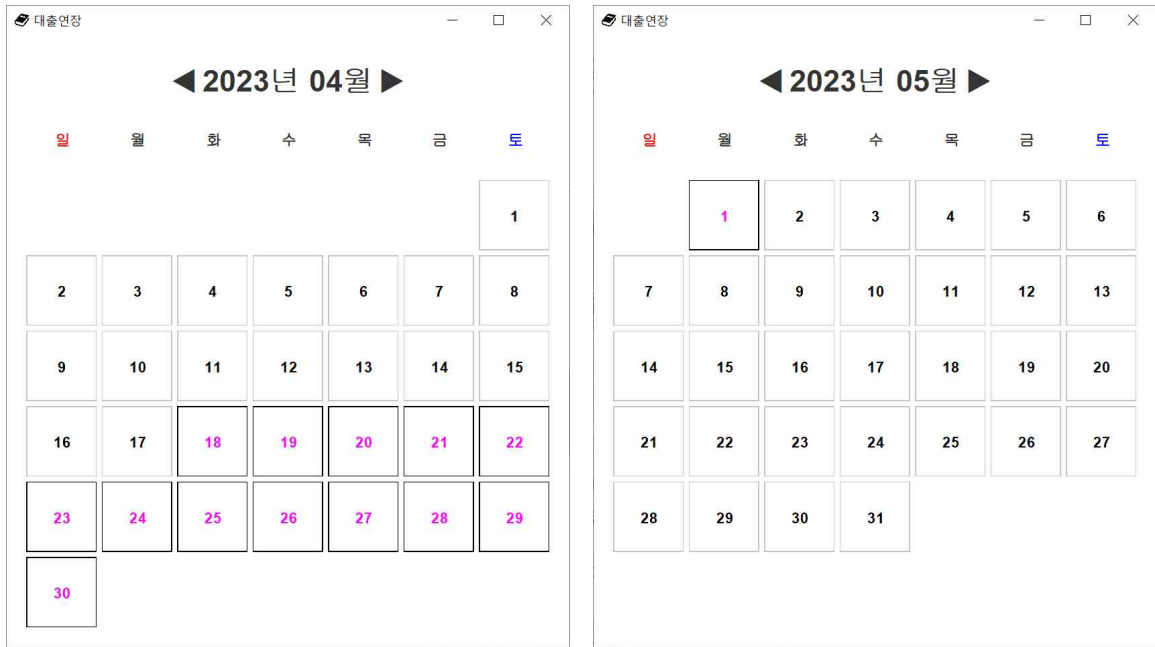 대출연장
◀ 2023년 04월 ▶
일 월 화 수 목 금 토
1
2 3 4 5 6 7 8
9 10 11 12 13 14 15
16 17 18 19 20 21 22
23 24 25 26 27 28 29
30
대출연장
◀ 2023년 05월 ▶
일 월 화 수 목 금 토
1 2 3 4 5 6
7 8 9 10 11 12 13
14 15 16 17 18 19 20
21 22 23 24 25 26 27
28 29 30 31